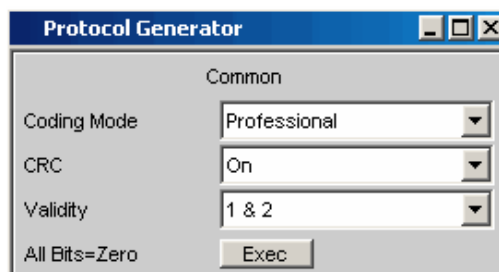 Protocol Generator
Common
Coding Mode Professional
CRC On
Validity 1 & 2
All Bits=Zero Exec